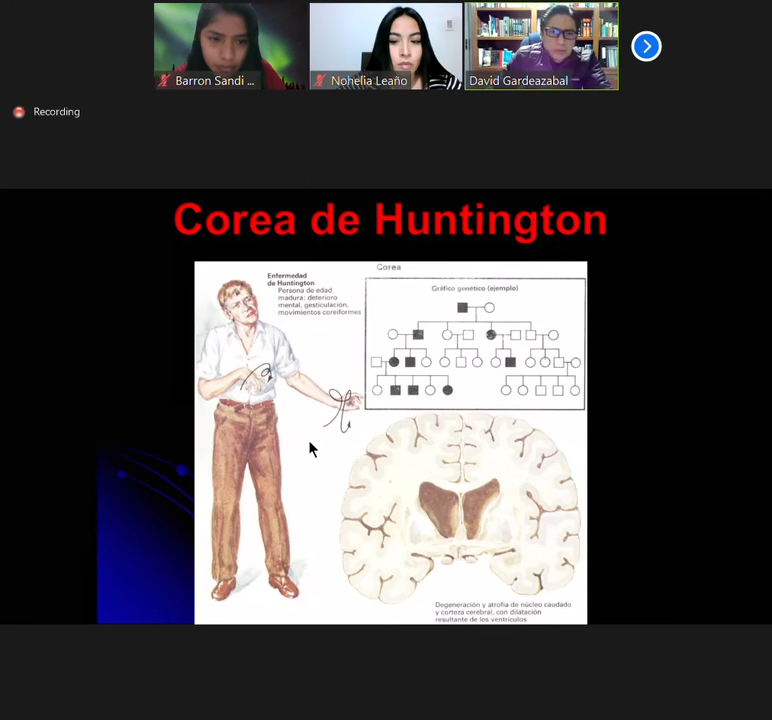 Barron Sandi ...
Nohelia Leaño
David Gardeazabal
Recording
Corea de Huntington
Corea
Enfermedad
de Huntington
Persona de edad
madura: deterioro
mental, gesticulación,
movimientos coreiformes
Gráfico genético (ejemplo)
Degeneración y atrofia de núcleo caudado
y corteza cerebral, con dilatación
resultante de los ventrículos